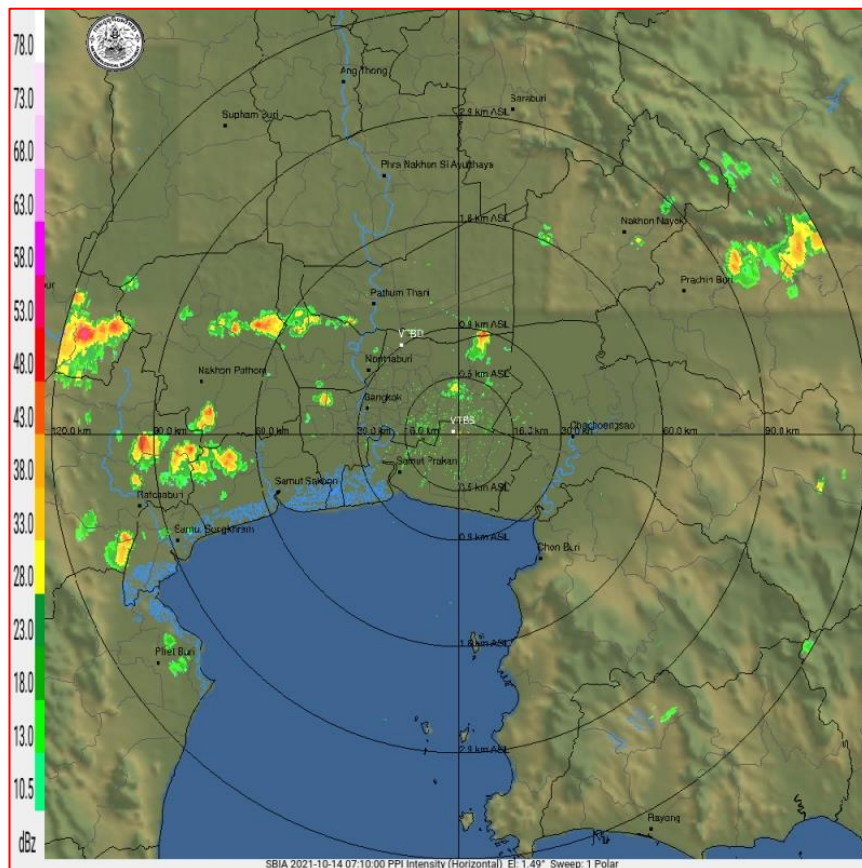 78.0
73.0
68.0
63.0
58.0
53.0
48.0
43.0
38.0
33.0
28.0
23.0
18.0
13.0
10.5
dBz
Ang Thong
Saraburi
Suphan Buri
2.9 km ASL
Phra Nakhon Si Ayutthaya
1.8 km ASL
Nakhon Nayok
Prachin Buri
Pathum Thani
0.9 km ASL
VTBD
Nonthaburi
0.5 km ASL
Nakhon Pathom
Bangkok
VTBS
120.0 km
90.0 km
60.0 km
30.0 km
16.0 km
16.0 km
30.0 km
60.0 km
90.0 km
Chachoengsao
Samut Prakan
0.5 km ASL
Samut Sakhon
Ratchaburi
Samut Songkhram
0.9 km ASL
Chon Buri
1.8 km ASL
Phet Buri
2.9 km ASL
Rayong
SBIA 2021-10-14 07:10:00 PPI Intensity (Horizontal) El: 1.49° Sweep: 1 Polar